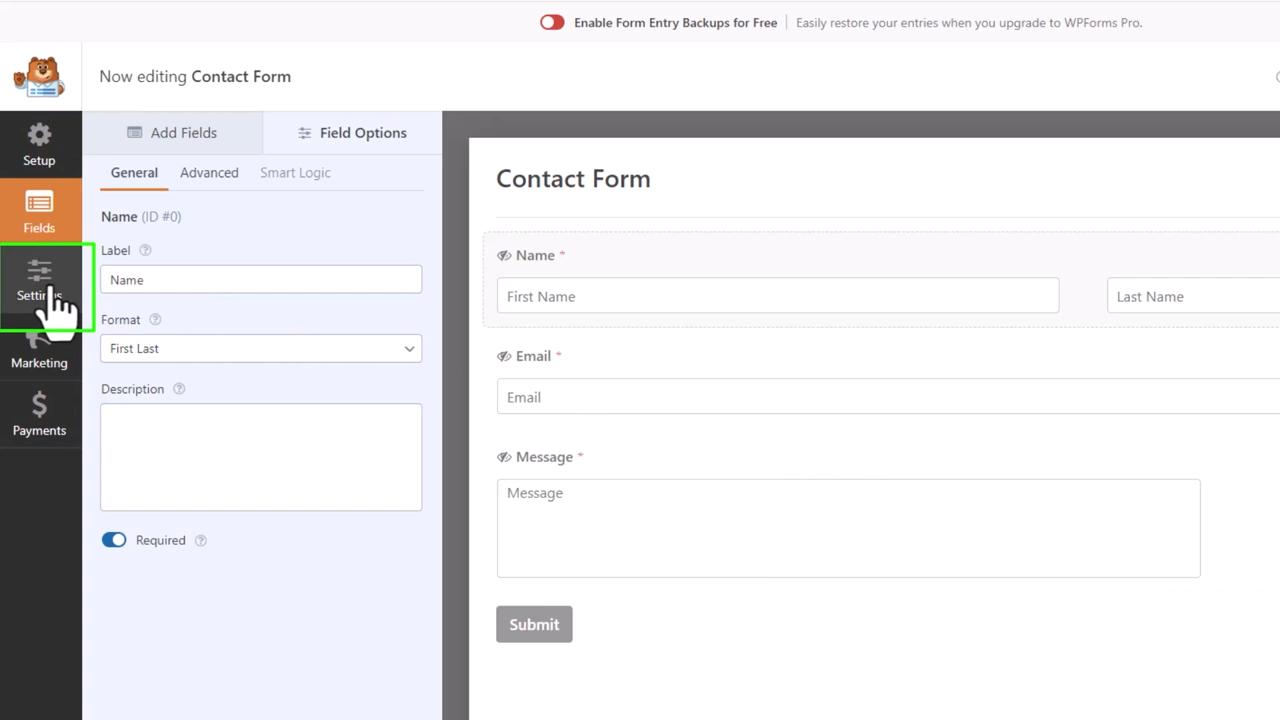 Enable Form Entry Backups for Free | Easily restore your entries when you upgrade to WPForms Pro.
Now editing Contact Form
Setup
Fields
Settings
Marketing
Payments
Add Fields
Field Options
General
Advanced
Smart Logic
Name (ID #0)
Label
Name
Format
First Last
Description
Required
Contact Form
Name *
First Name
Last Name
Email *
Email
Message *
Message
Submit